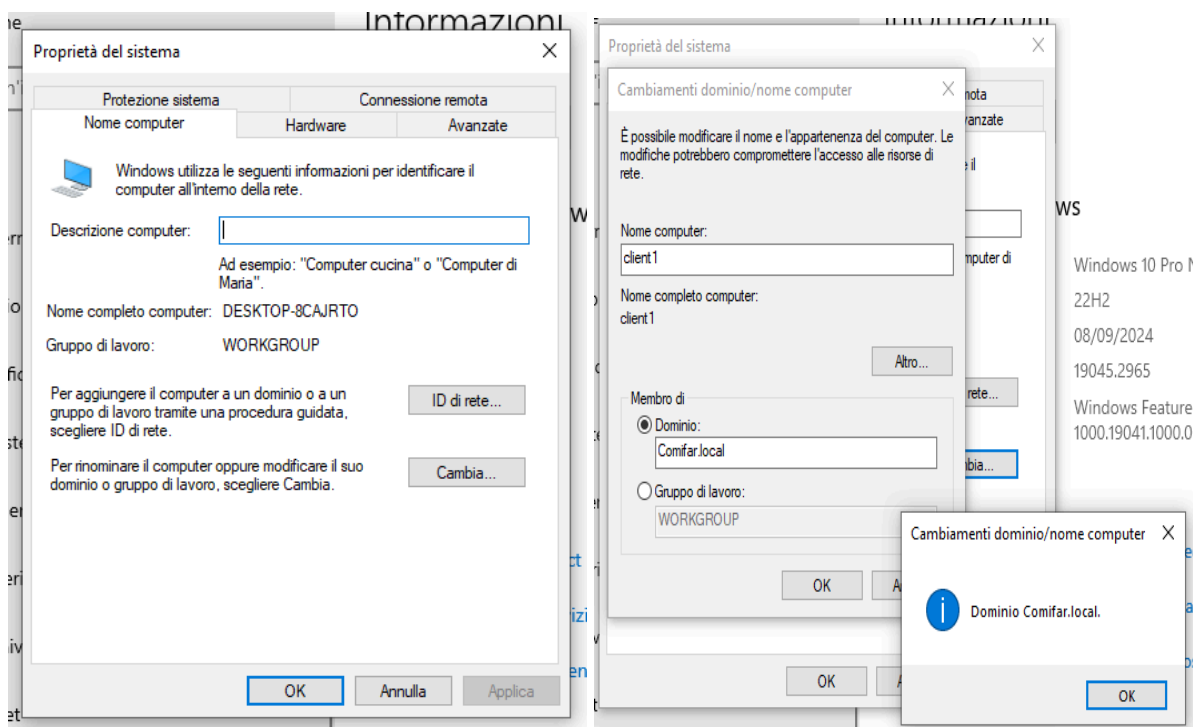 Informazioni
Proprietà del sistema
Protezione sistema
Connessione remota
Nome computer
Hardware
Avanzate
Windows utilizza le seguenti informazioni per identificare il
computer all'interno della rete.
Descrizione computer:
Ad esempio: "Computer cucina" o "Computer di
Maria".
Nome completo computer: DESKTOP-8CAJRTO
Gruppo di lavoro: WORKGROUP
Per aggiungere il computer a un dominio o a un
gruppo di lavoro tramite una procedura guidata,
scegliere ID di rete.
ID di rete...
Per rinominare il computer oppure modificare il suo
dominio o gruppo di lavoro, scegliere Cambia.
Cambia...
OK
Annulla
Applica
Informazioni
Proprietà del sistema
Cambiamenti dominio/nome computer
È possibile modificare il nome e l'appartenenza del computer. Le
modifiche potrebbero compromettere l'accesso alle risorse di
rete.
Nome computer:
client1
Nome completo computer:
client1
Altro...
Membro di
Dominio:
Comifar.local
Gruppo di lavoro:
WORKGROUP
OK
rete...
OK
ws
Windows 10 Pro N
22H2
08/09/2024
19045.2965
Windows Feature
1000.19041.1000.0
Cambiamenti dominio/nome computer
Dominio Comifar.local.
OK